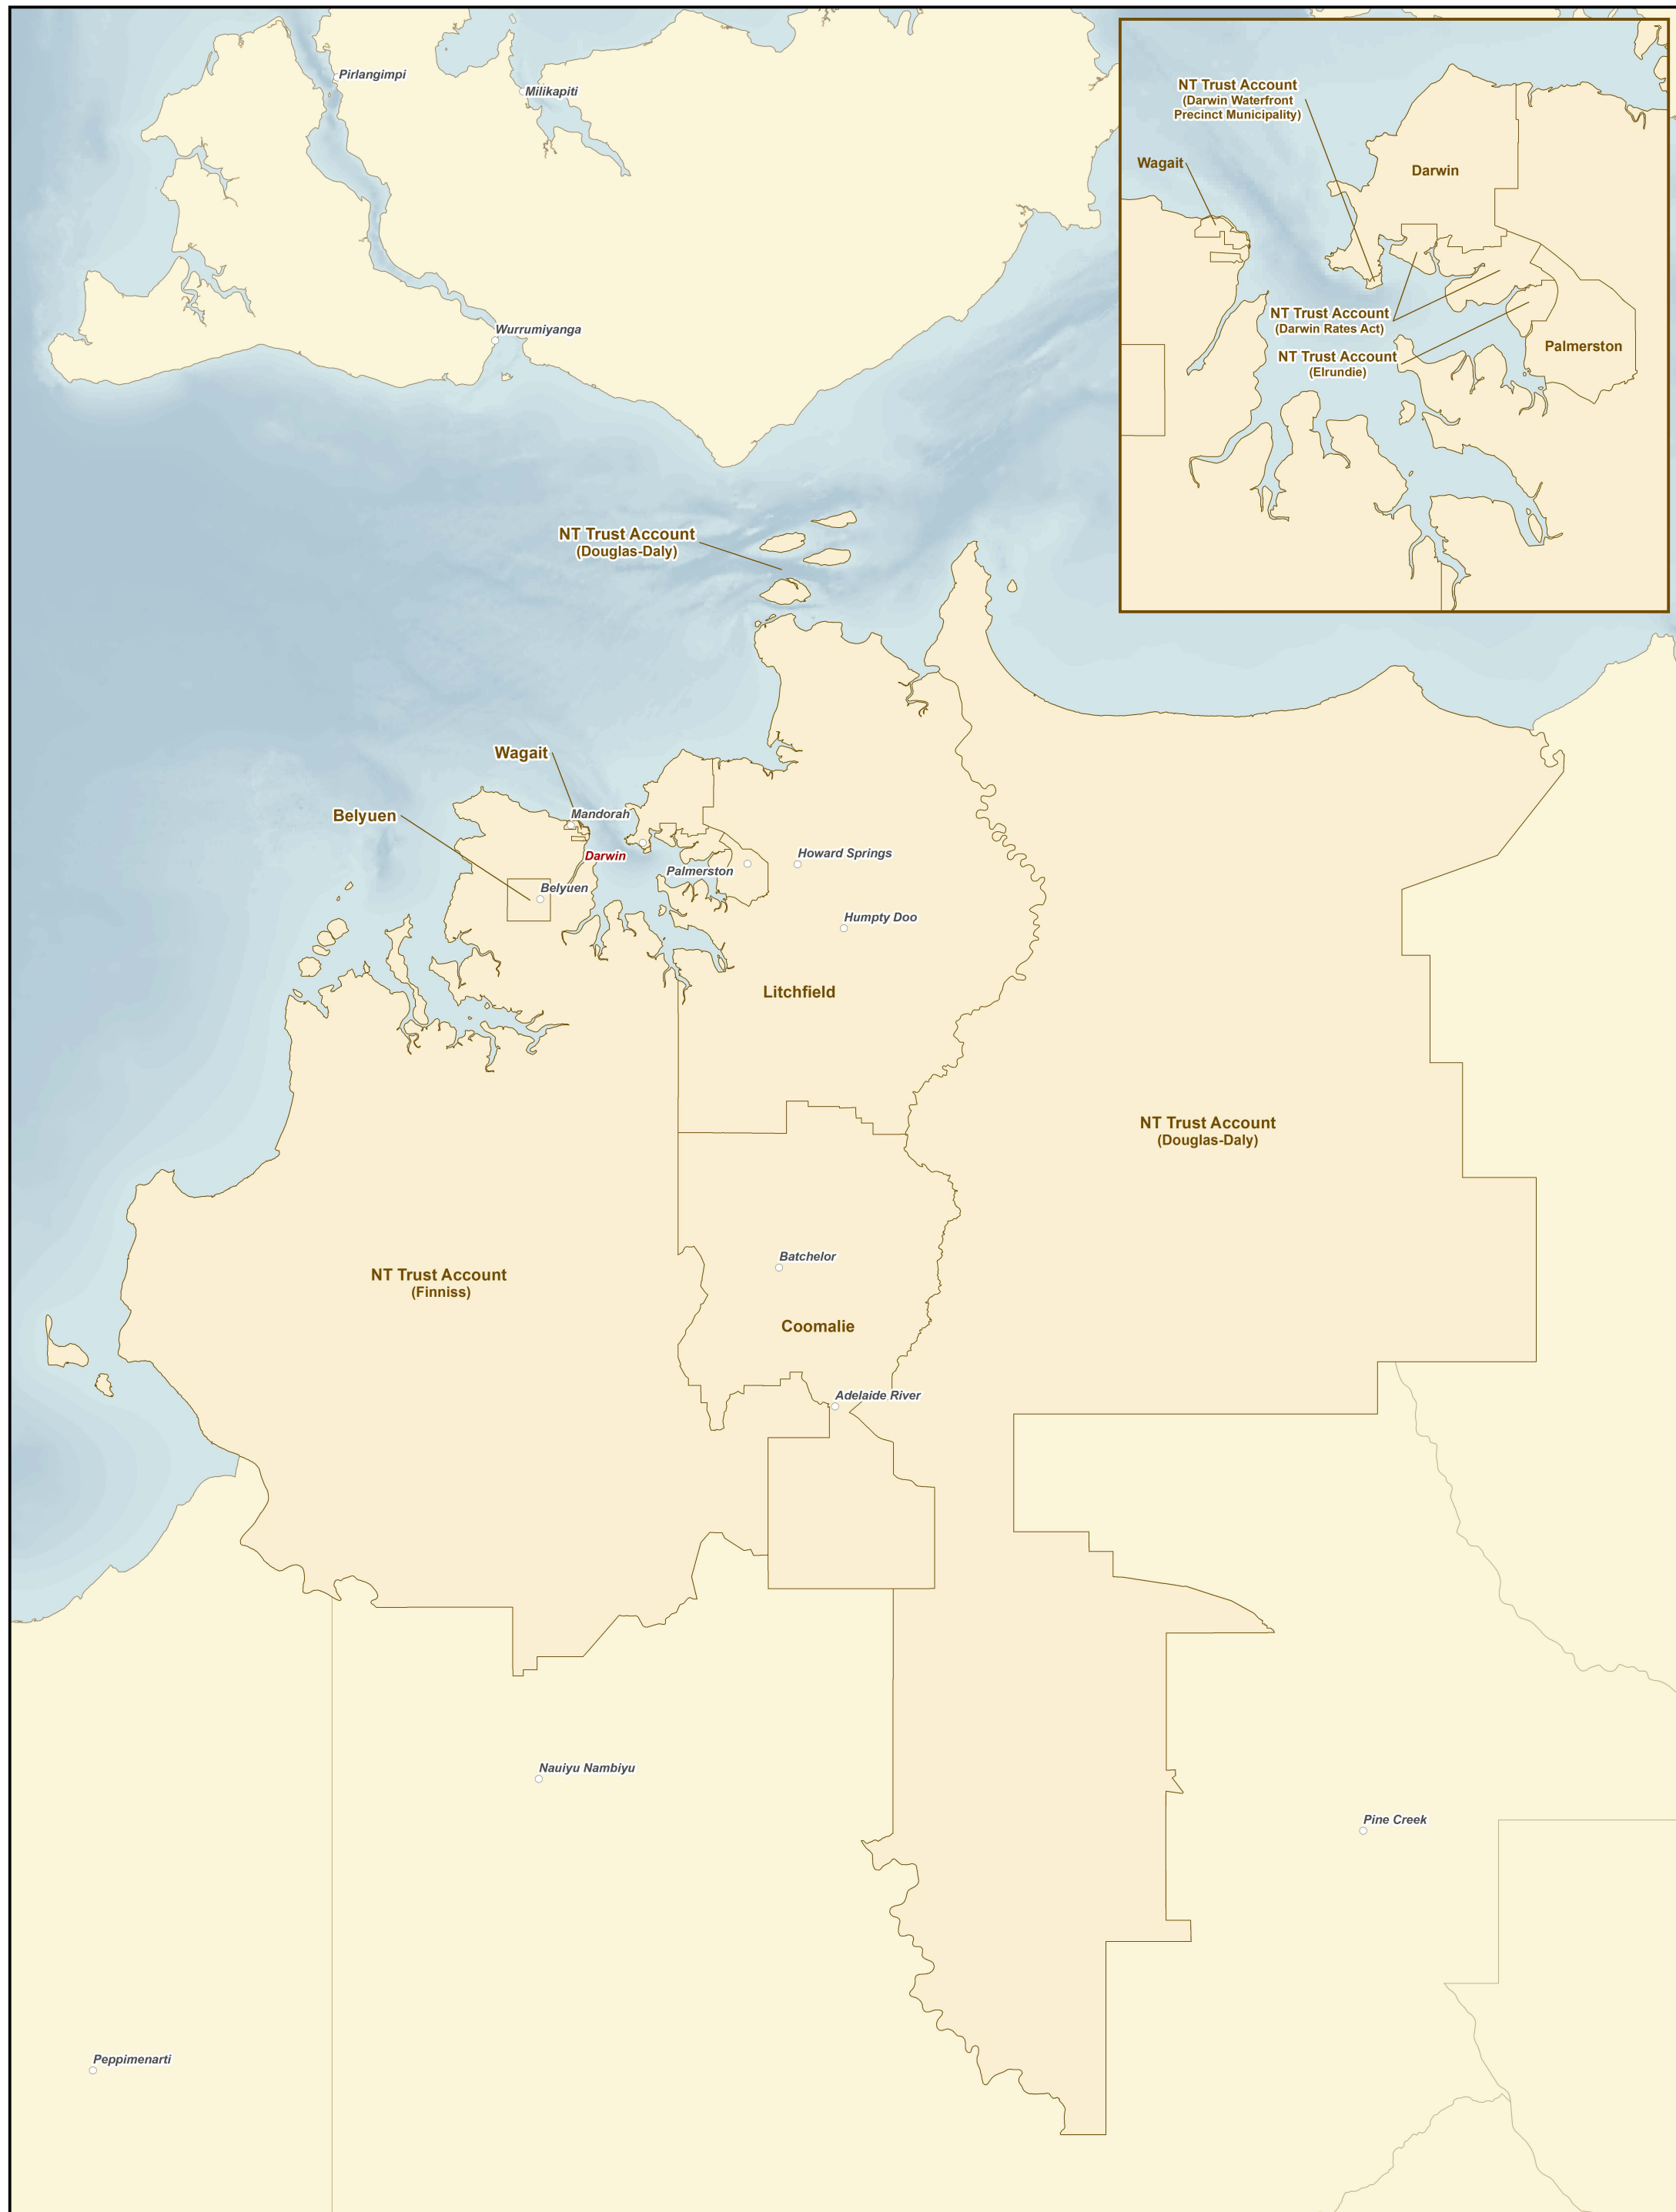 Pirlangimpi
Milikapiti
Wurrumiyanga
NT Trust Account
(Darwin Waterfront
Precinct Municipality)
Wagait
Darwin
NT Trust Account
(Darwin Rates Act)
NT Trust Account
(Elrundie)
Palmerston
NT Trust Account
(Douglas-Daly)
Wagait
Mandorah
Belyuen
Darwin
Palmerston
Howard Springs
Belyuen
Humpty Doo
Litchfield
NT Trust Account
(Douglas-Daly)
Batchelor
NT Trust Account
(Finniss)
Coomalie
Adelaide River
Nauiyu Nambiyu
Pine Creek
Peppimenarti